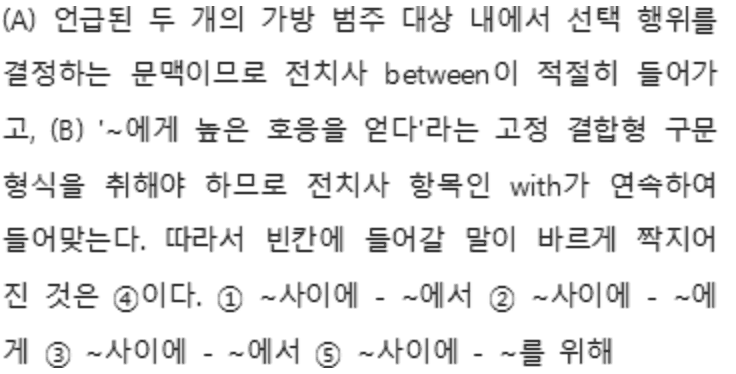 (A) 언급된 두 개의 가방 범주 대상 내에서 선택 행위를
결정하는 문맥이므로 전치사 between이 적절히 들어가
고, (B) '~에게 높은 호응을 얻다'라는 고정 결합형 구문
형식을 취해야 하므로 전치사 항목인 with가 연속하여
들어맞는다. 따라서 빈칸에 들어갈 말이 바르게 짝지어
진 것은 ④이다. ① ~사이에 - ~에서 ② ~사이에 - ~에
게 ③ ~사이에 - ~에서 ⑤ ~사이에 - ~를 위해